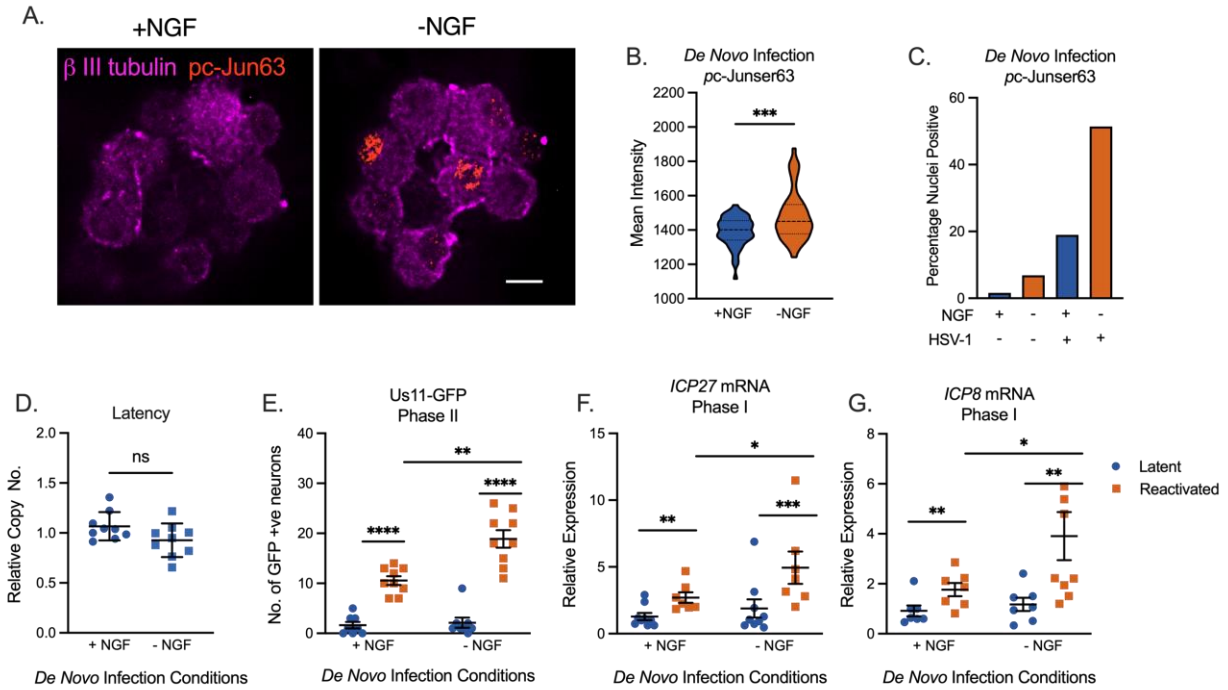 A.
+NGF
-NGF
β III tubulin pc-Jun63
B.
De Novo Infection
pc-Junser63
***
Mean Intensity
2200
2000
1800
1600
1400
1200
1000
+NGF -NGF
C.
De Novo Infection
pc-Junser63
Percentage Nuclei Positive
60
40
20
0
NGF + - + -
HSV-1 - - + +
D.
Latency
ns
Relative Copy No.
2.0
1.5
1.0
0.5
0.0
+ NGF - NGF
De Novo Infection Conditions
E.
Us11-GFP
Phase II
**
****
****
No. of GFP +ve neurons
40
30
20
10
0
+ NGF - NGF
De Novo Infection Conditions
F.
ICP27 mRNA
Phase I
*
***
**
Relative Expression
15
10
5
0
+ NGF - NGF
De Novo Infection Conditions
G.
ICP8 mRNA
Phase I
*
**
**
Relative Expression
8
6
4
2
0
+ NGF - NGF
De Novo Infection Conditions
Latent
Reactivated